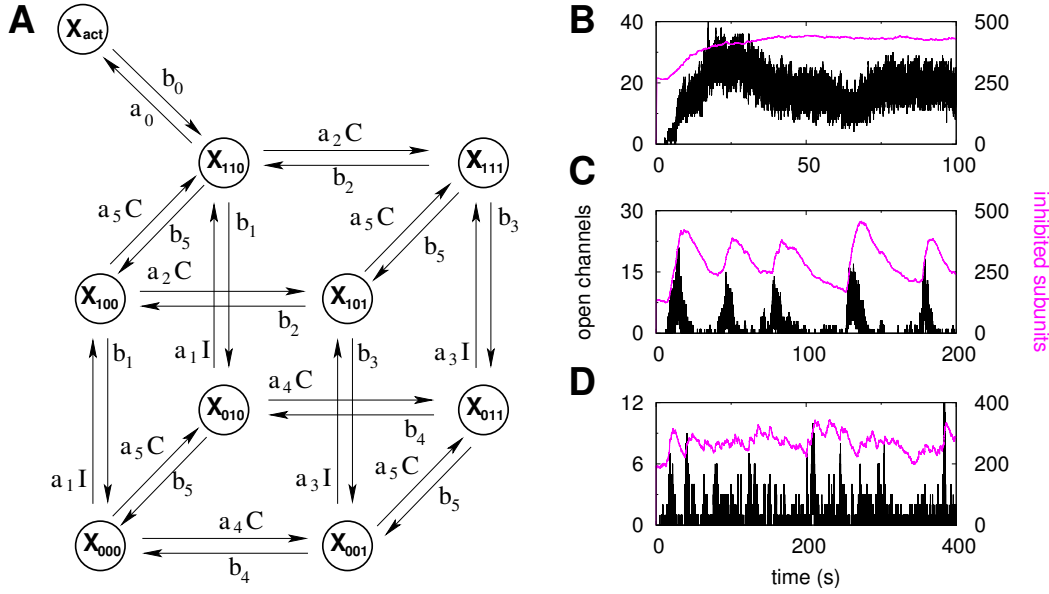 A
X_act
b_0
a_0
X_110
a_2 C
b_2
X_111
a_5 C
b_5
b_1
a_5 C
b_5
b_3
X_100
a_2 C
b_2
X_101
b_1
a_1 I
b_3
a_3 I
X_010
a_4 C
b_4
X_011
a_5 C
b_5
a_5 C
b_5
a_1 I
a_3 I
X_000
a_4 C
b_4
X_001
B
40
20
0
500
250
0
0 50 100
C
30
15
0
500
250
0
0 100 200
open channels
inhibited subunits
D
12
6
0
400
200
0
0 200 400
time (s)